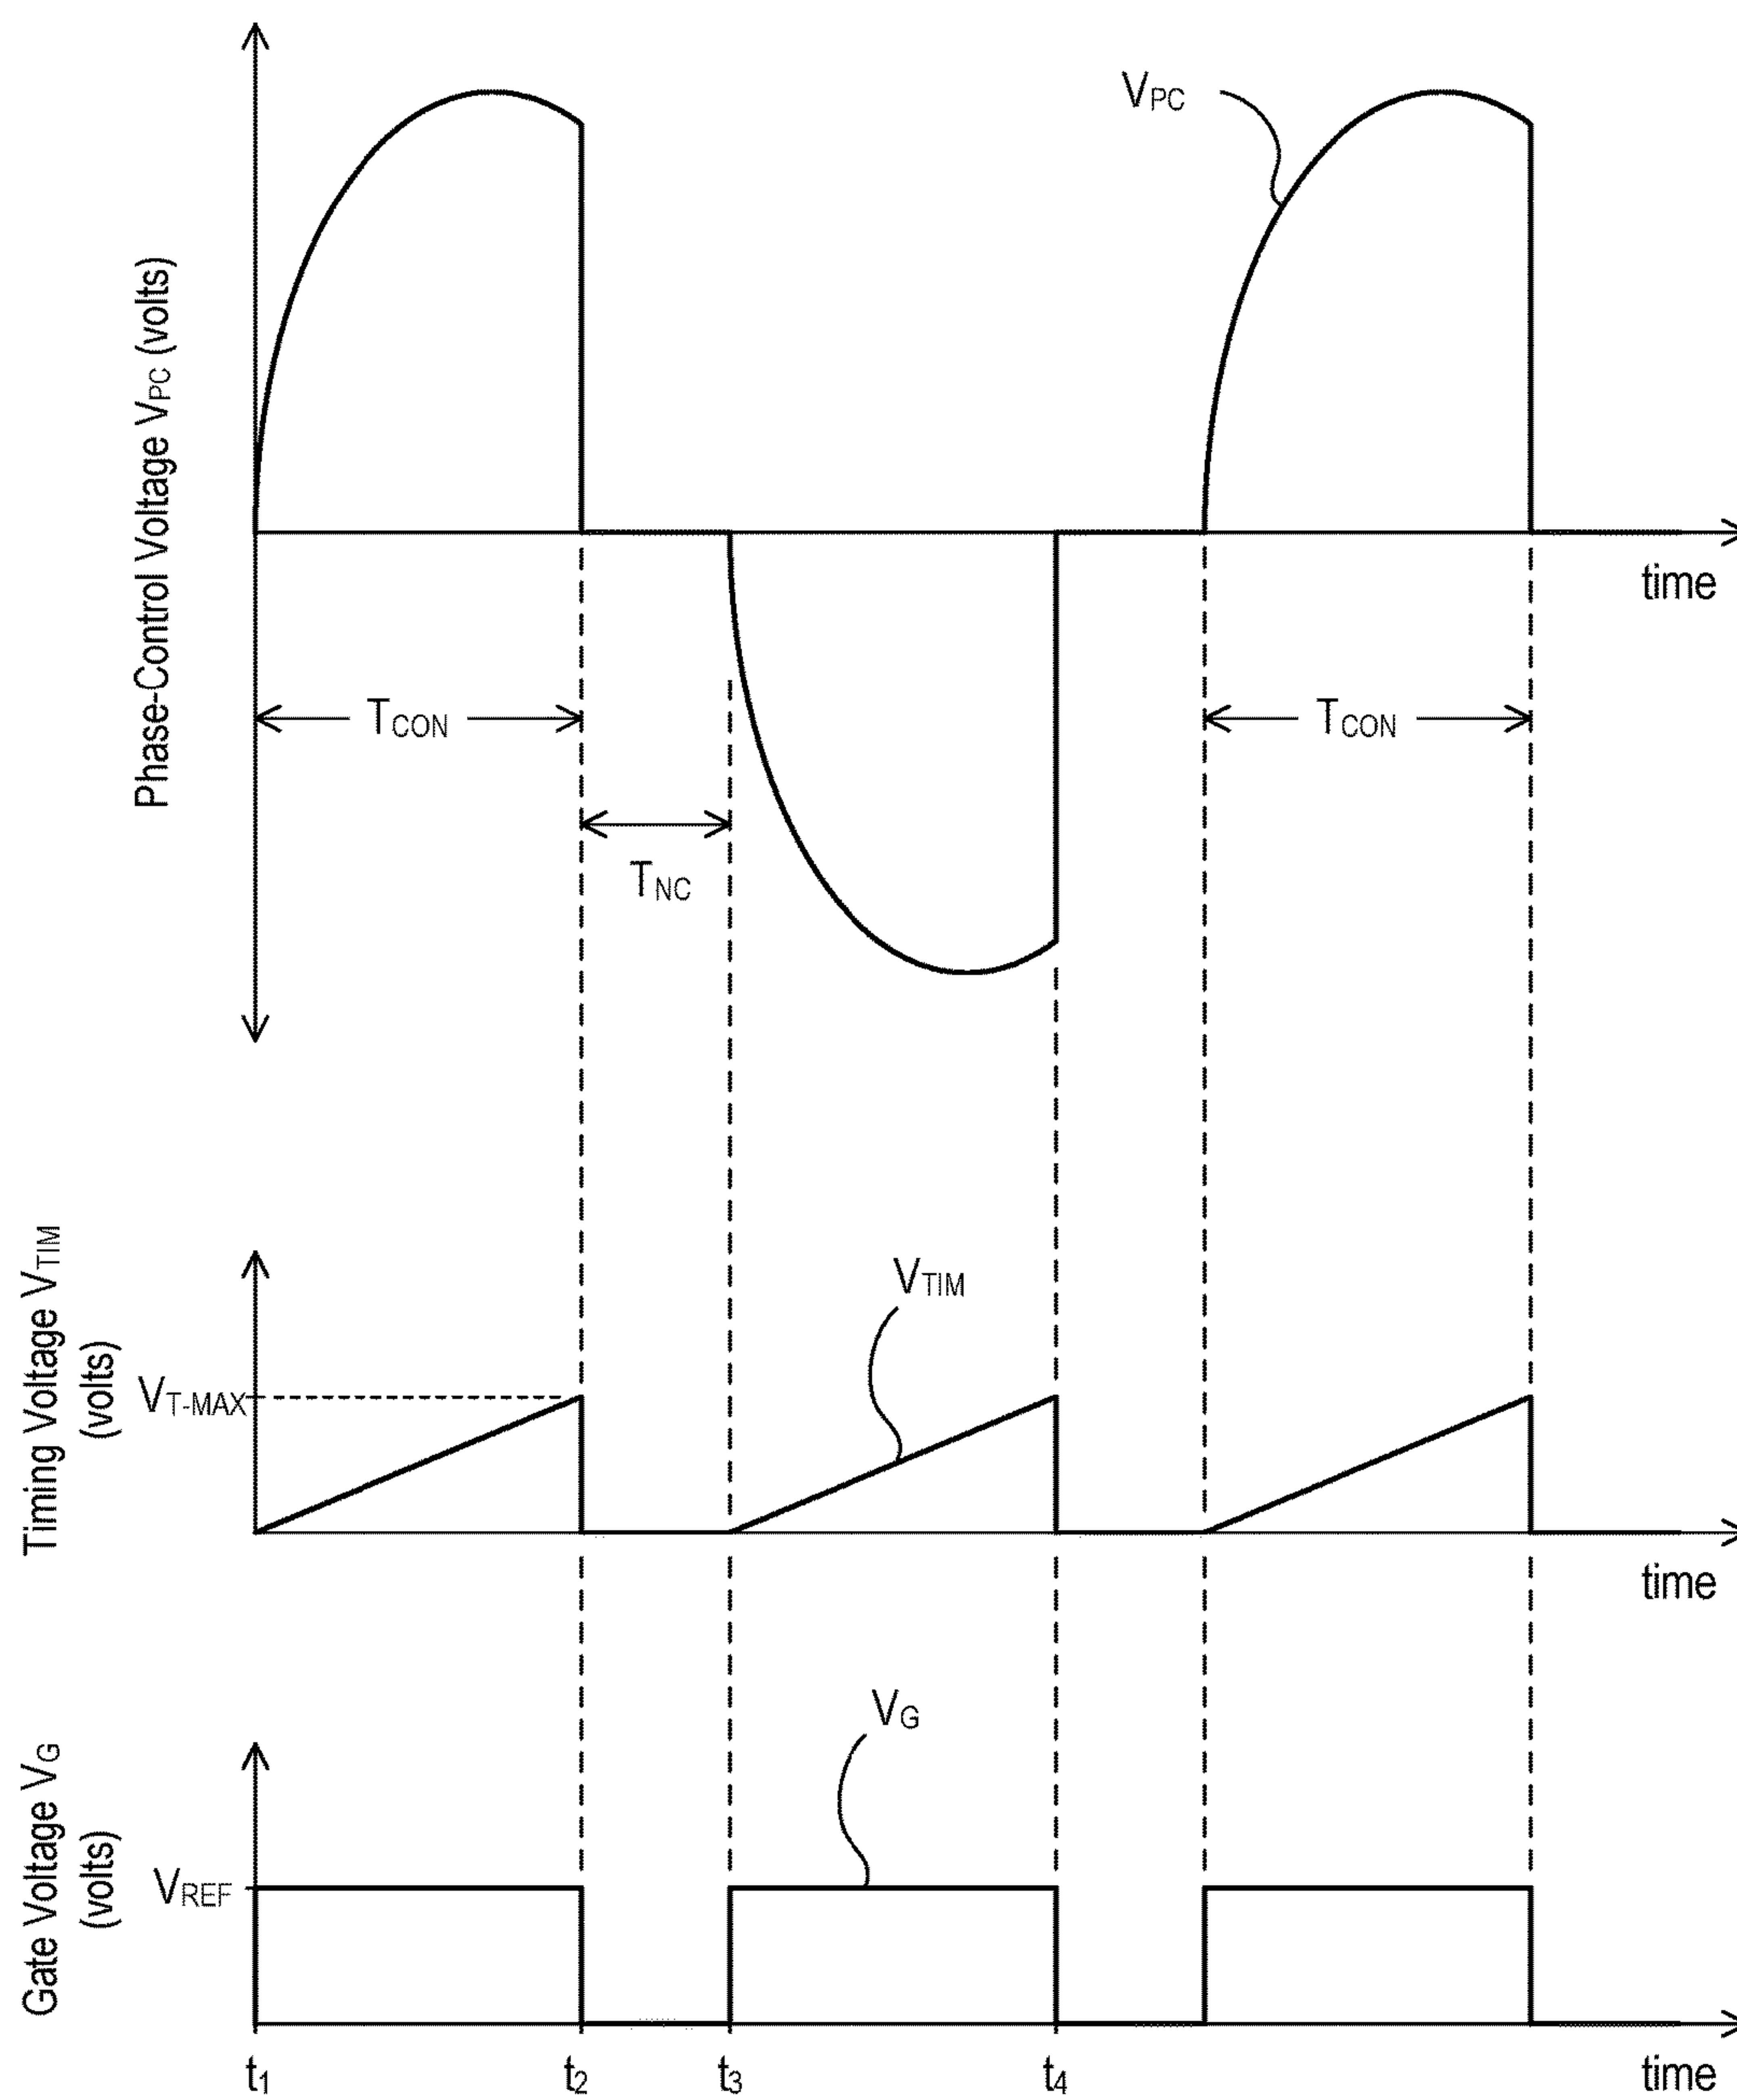 Phase-Control Voltage VPC (volts)
VPC
time
TCON
TCON
TNC
Timing Voltage VTIM
(volts)
VTIM
VT-MAX
time
Gate Voltage VG
(volts)
VG
VREF
t1
t2
t3
t4
time